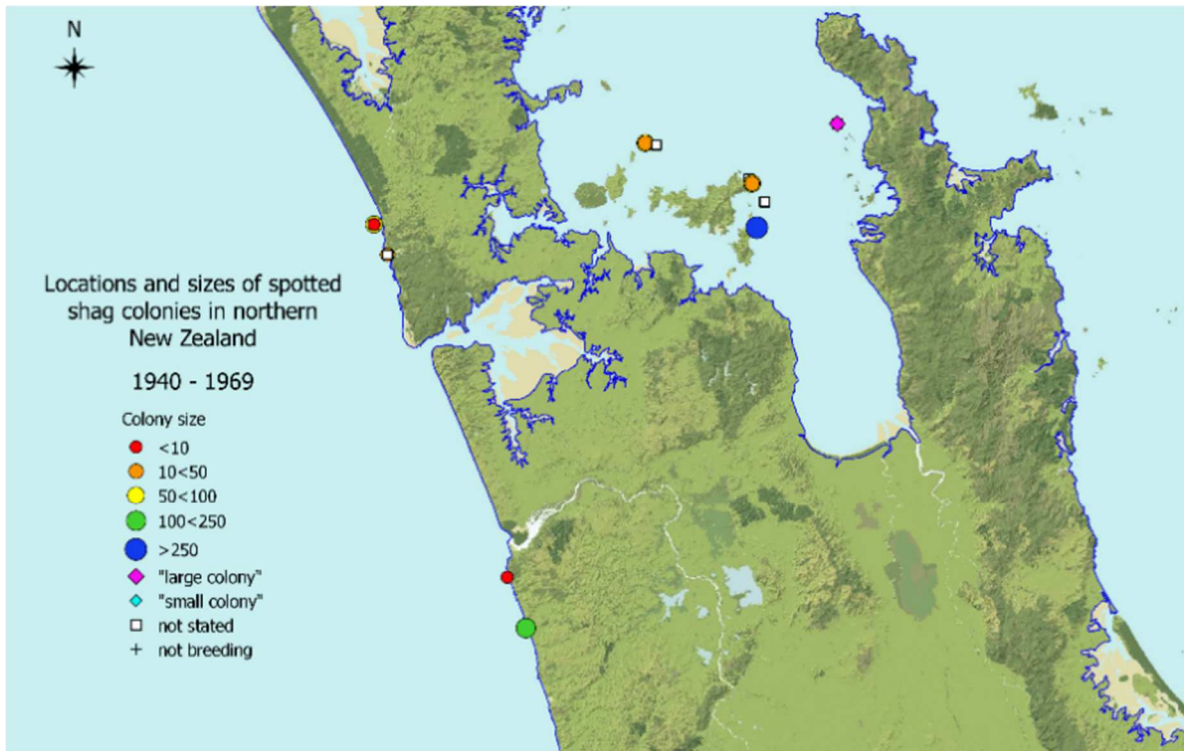 N
Locations and sizes of spotted
shag colonies in northern
New Zealand
1940 - 1969
Colony size
<10
10<50
50<100
100<250
>250
"large colony"
"small colony"
not stated
not breeding